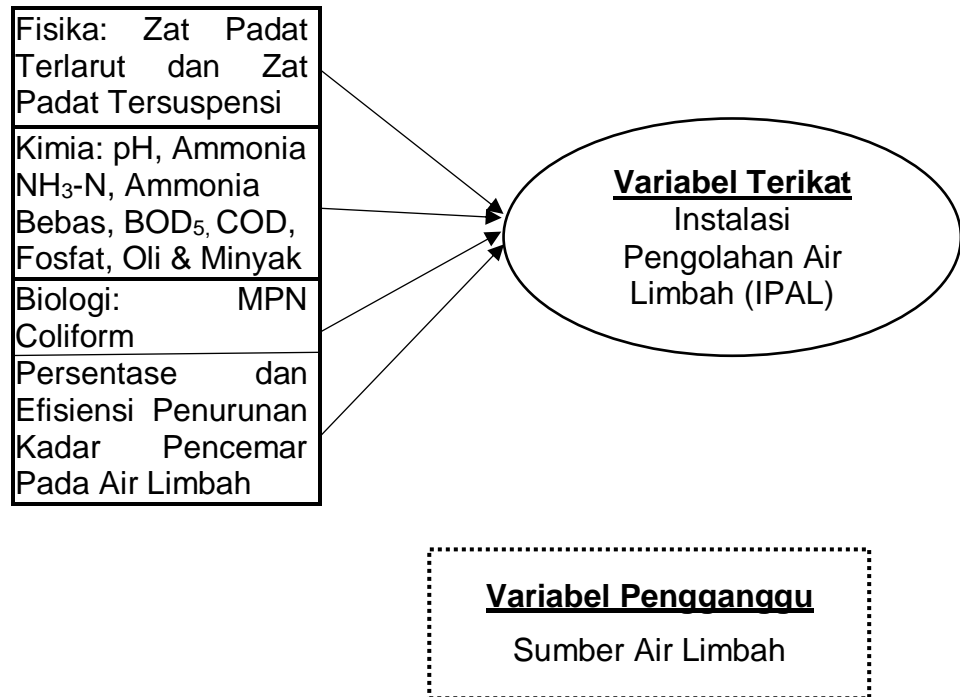 Fisika: Zat Padat
Terlarut dan Zat
Padat Tersuspensi
Kimia: pH, Ammonia
NH₃-N, Ammonia
Bebas, BOD₅, COD,
Fosfat, Oli & Minyak
Biologi: MPN
Coliform
Persentase dan
Efisiensi Penurunan
Kadar Pencemar
Pada Air Limbah
Variabel Terikat
Instalasi
Pengolahan Air
Limbah (IPAL)
Variabel Pengganggu
Sumber Air Limbah